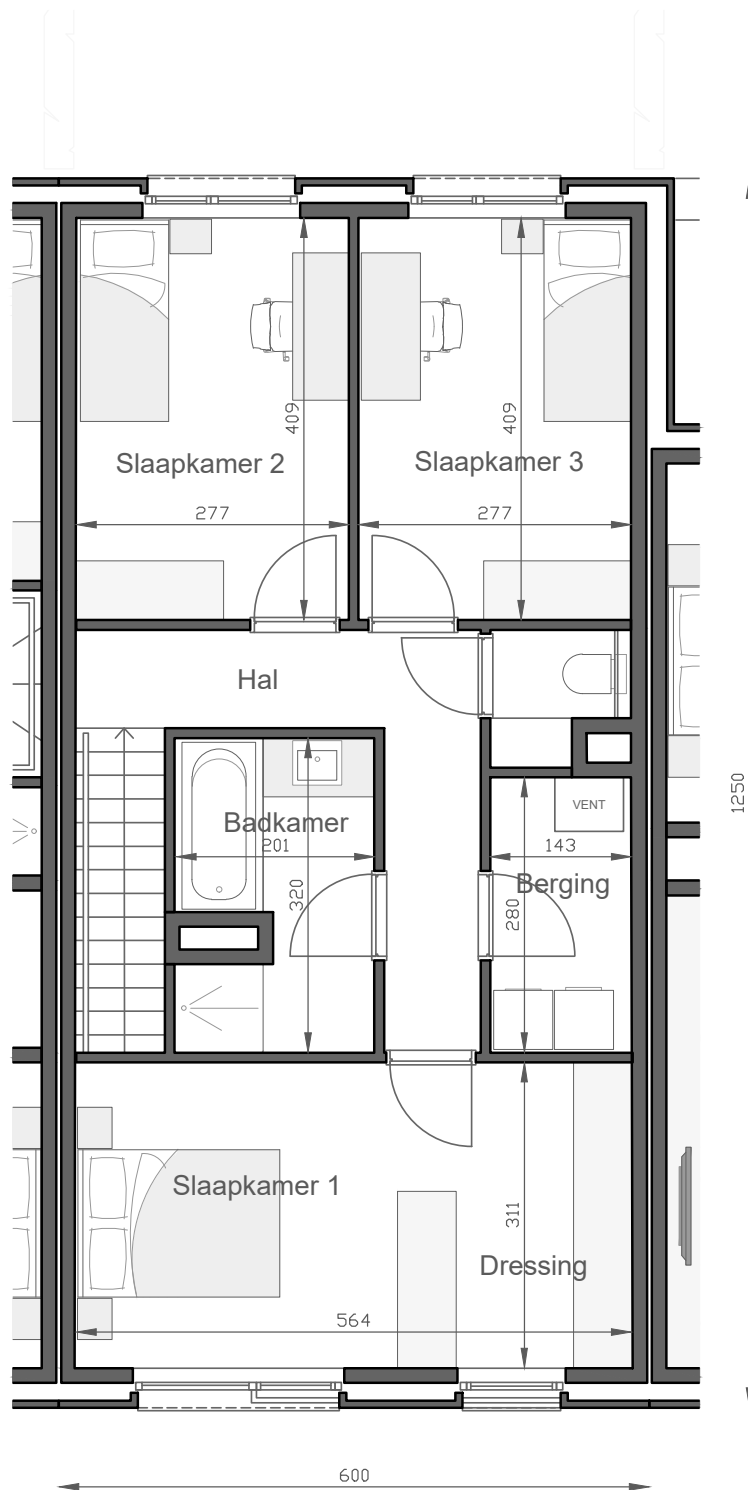 409
409
Slaapkamer 2
Slaapkamer 3
277
277
Hal
1250
VENT
Badkamer
201
143
320
Berging
280
Slaapkamer 1
311
Dressing
564
600